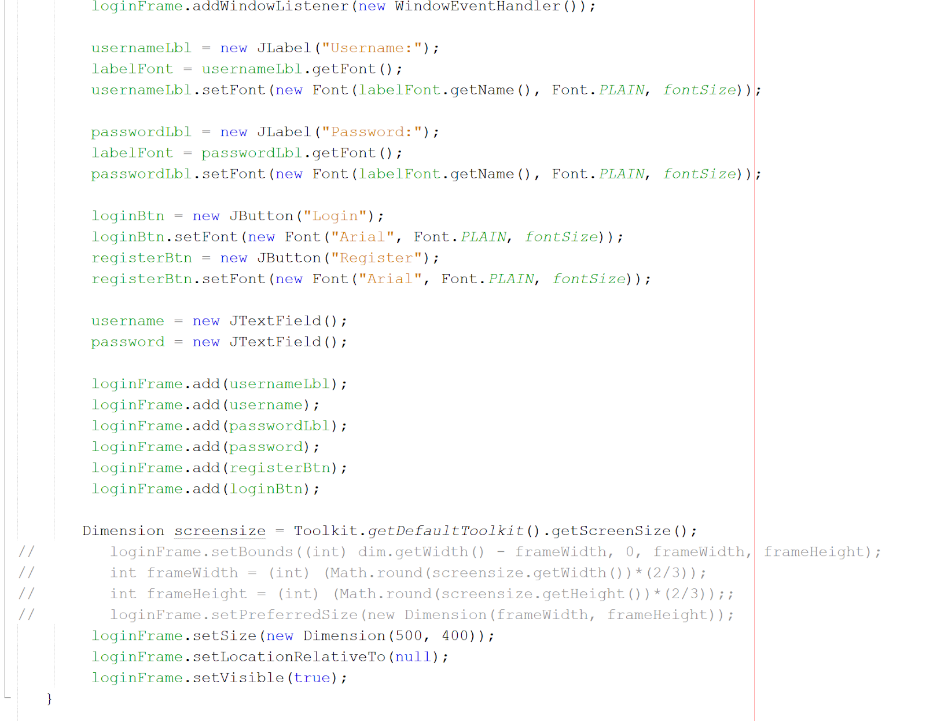 loginFrame.addWindowListener(new WindowEventHandler());
usernameLbl = new JLabel("Username:");
labelFont = usernameLbl.getFont();
usernameLbl.setFont(new Font(labelFont.getName(), Font.PLAIN, fontSize));
passwordLbl = new JLabel("Password:");
labelFont = passwordLbl.getFont();
passwordLbl.setFont(new Font(labelFont.getName(), Font.PLAIN, fontSize));
loginBtn = new JButton("Login");
loginBtn.setFont(new Font("Arial", Font.PLAIN, fontSize));
registerBtn = new JButton("Register");
registerBtn.setFont(new Font("Arial", Font.PLAIN, fontSize));
username = new JTextField();
password = new JTextField();
loginFrame.add(usernameLbl);
loginFrame.add(username);
loginFrame.add(passwordLbl);
loginFrame.add(password);
loginFrame.add(registerBtn);
loginFrame.add(loginBtn);
Dimension screensize = Toolkit.getDefaultToolkit().getScreenSize();
// loginFrame.setBounds((int) dim.getWidth() - frameWidth, 0, frameWidth, frameHeight);
// int frameWidth = (int) (Math.round(screensize.getWidth())*(2/3));
// int frameHeight = (int) (Math.round(screensize.getHeight())*(2/3));;
// loginFrame.setPreferredSize(new Dimension(frameWidth, frameHeight));
loginFrame.setSize(new Dimension(500, 400));
loginFrame.setLocationRelativeTo(null);
loginFrame.setVisible(true);
}